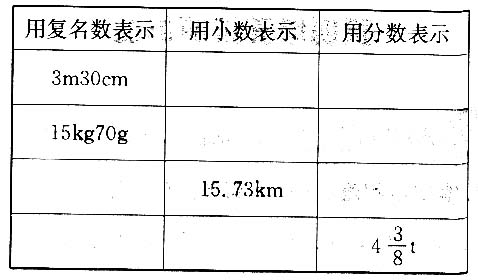 用复名数表示 用小数表示 用分数表示
3m30cm
15kg70g
15.73km
4 3/8 t